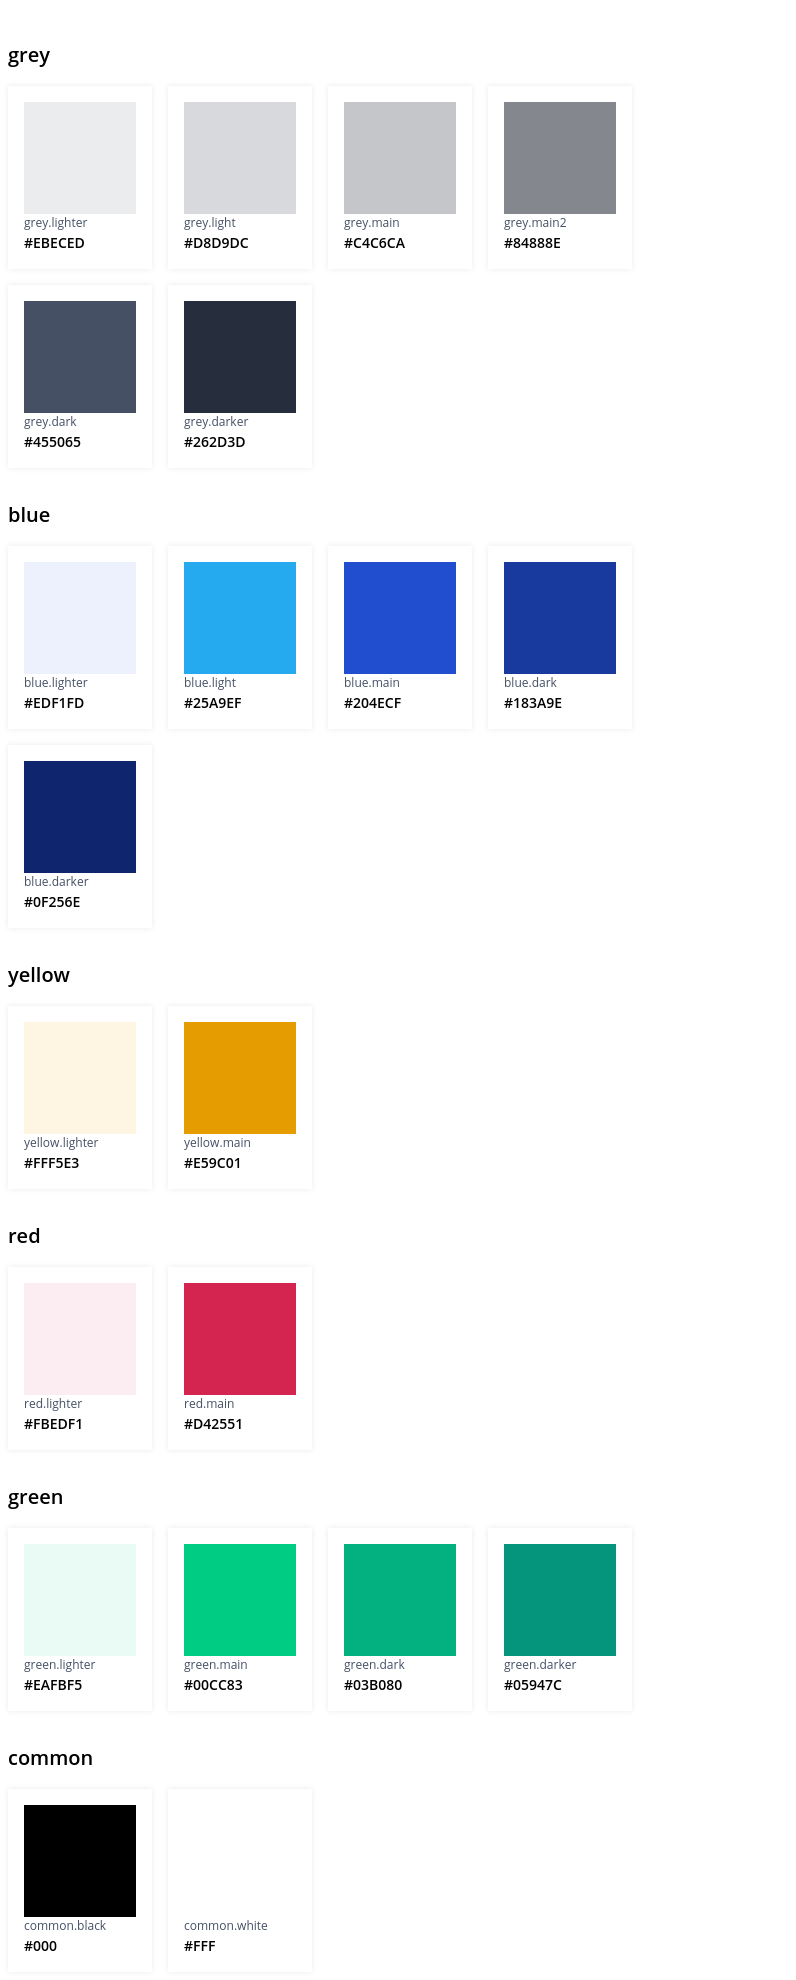 grey
grey.lighter grey.light grey.main grey.main2
#EBECED #D8D9DC #C4C6CA #84888E
grey.dark grey.darker
#455065 #262D3D
blue
blue.lighter blue.light blue.main blue.dark
#EDF1FD #25A9EF #204ECF #183A9E
blue.darker
#0F256E
yellow
yellow.lighter yellow.main
#FFF5E3 #E59C01
red
red.lighter red.main
#FBEDF1 #D42551
green
green.lighter green.main green.dark green.darker
#EAFBF5 #00CC83 #03B080 #05947C
common
common.black common.white
#000 #FFF